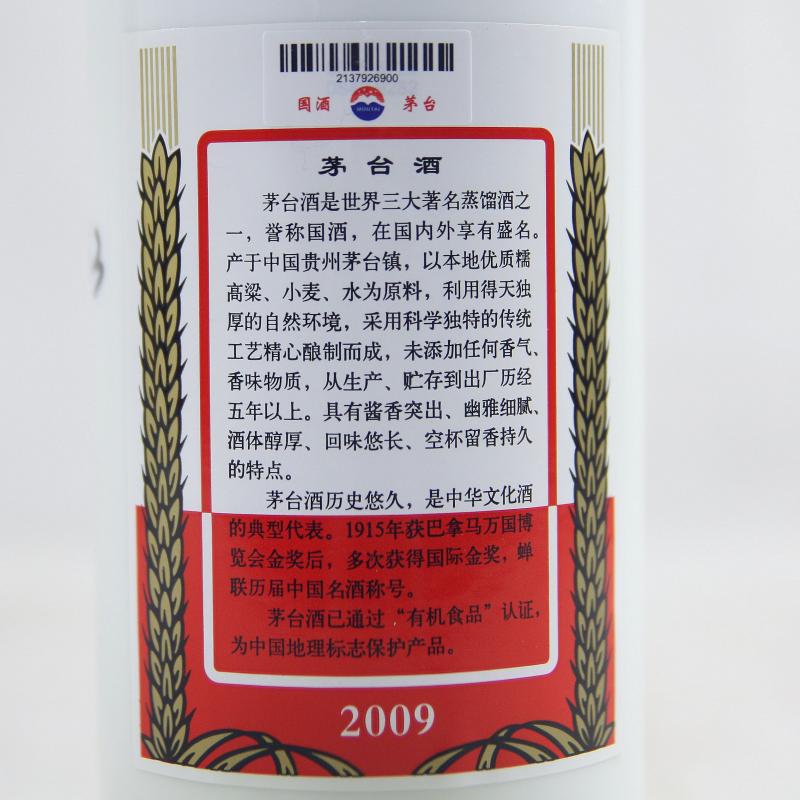 2137926900
国酒 茅台
茅台酒
茅台酒是世界三大著名蒸馏酒之
一，誉称国酒，在国内外享有盛名。
产于中国贵州茅台镇，以本地优质糯
高粱、小麦、水为原料，利用得天独
厚的自然环境，采用科学独特的传统
工艺精心酿制而成，未添加任何香气、
香味物质，从生产、贮存到出厂历经
五年以上。具有酱香突出、幽雅细腻、
酒体醇厚、回味悠长、空杯留香持久
的特点。
茅台酒历史悠久，是中华文化酒
的典型代表。1915年获巴拿马万国博
览会金奖后，多次获得国际金奖，蝉
联历届中国名酒称号。
茅台酒已通过“有机食品”认证，
为中国地理标志保护产品。
2009